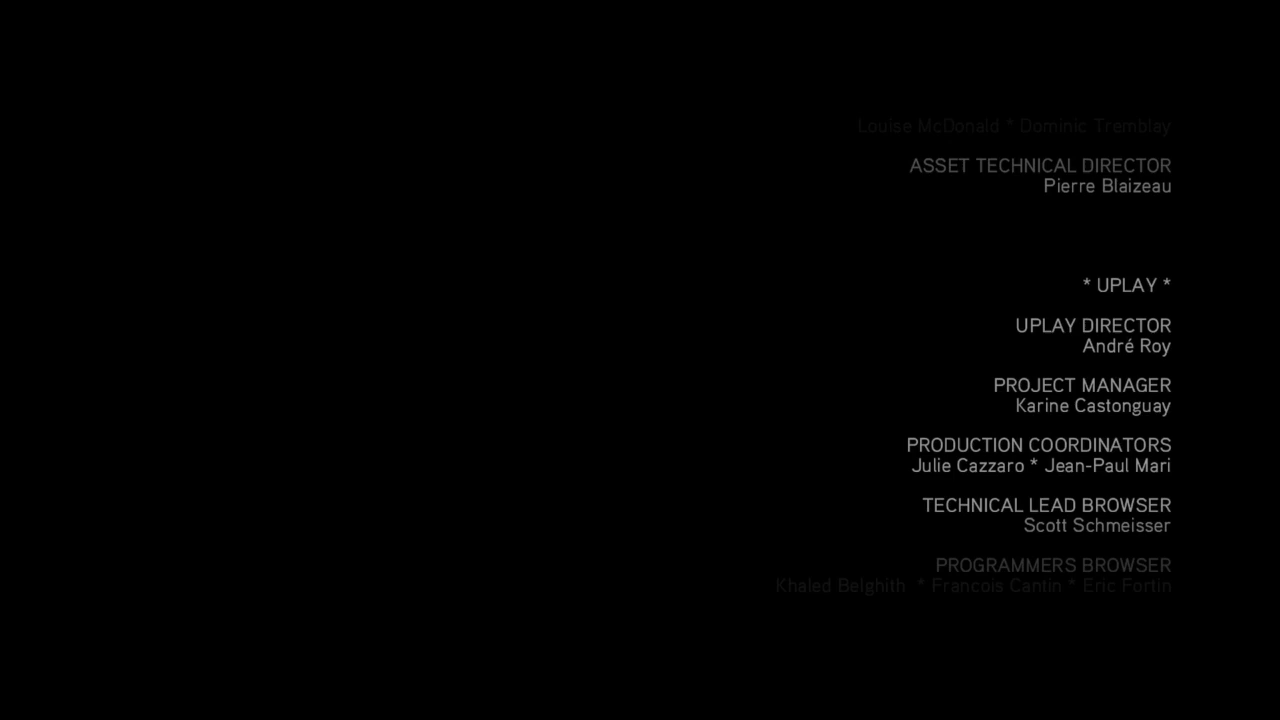 Louise McDonald * Dominic Tremblay
ASSET TECHNICAL DIRECTOR
Pierre Blaizeau
* UPLAY *
UPLAY DIRECTOR
André Roy
PROJECT MANAGER
Karine Castonguay
PRODUCTION COORDINATORS
Julie Cazzaro * Jean-Paul Mari
TECHNICAL LEAD BROWSER
Scott Schmeisser
PROGRAMMERS BROWSER
Khaled Belghith * Francois Cantin * Eric Fortin